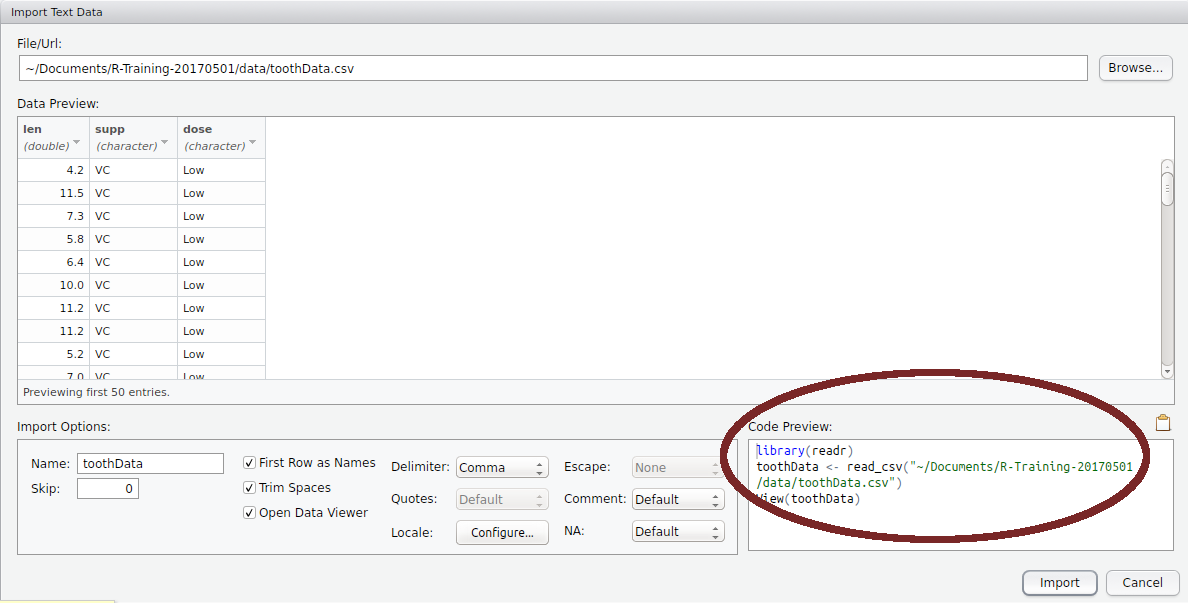 Import Text Data
File/Url:
~/Documents/R-Training-20170501/data/toothData.csv
Browse...
Data Preview:
len supp dose
(double) (character) (character)
4.2 VC Low
11.5 VC Low
7.3 VC Low
5.8 VC Low
6.4 VC Low
10.0 VC Low
11.2 VC Low
11.2 VC Low
5.2 VC Low
7.0 VC Low
Previewing first 50 entries.
Import Options:
Name: toothData
Skip: 0
First Row as Names
Trim Spaces
Open Data Viewer
Delimiter: Comma
Quotes: Default
Locale: Configure...
Escape: None
Comment: Default
NA: Default
Code Preview:
library(readr)
toothData <- read_csv("~/Documents/R-Training-20170501
/data/toothData.csv")
View(toothData)
Import
Cancel